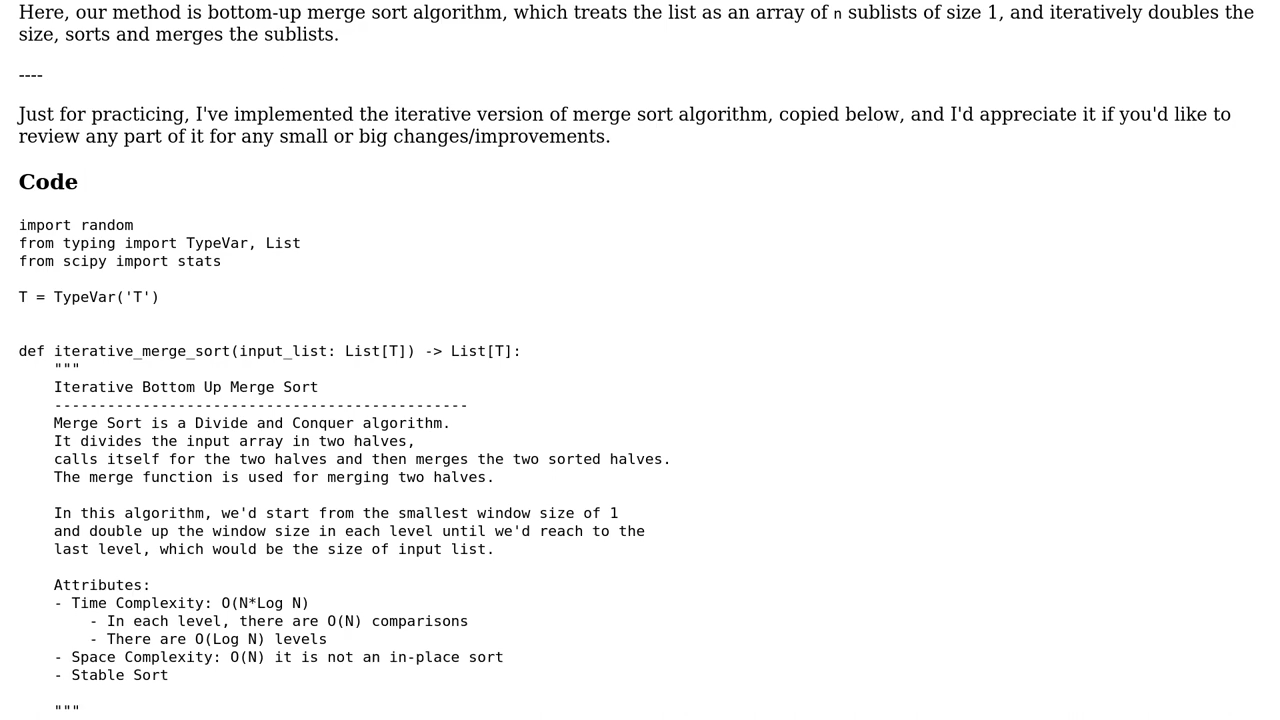 Here, our method is bottom-up merge sort algorithm, which treats the list as an array of n sublists of size 1, and iteratively doubles the
size, sorts and merges the sublists.
----
Just for practicing, I've implemented the iterative version of merge sort algorithm, copied below, and I'd appreciate it if you'd like to
review any part of it for any small or big changes/improvements.
Code
import random
from typing import TypeVar, List
from scipy import stats
T = TypeVar('T')
def iterative_merge_sort(input_list: List[T]) -> List[T]:
    """
    Iterative Bottom Up Merge Sort
    -----------------------------------------------
    Merge Sort is a Divide and Conquer algorithm.
    It divides the input array in two halves,
    calls itself for the two halves and then merges the two sorted halves.
    The merge function is used for merging two halves.
    In this algorithm, we'd start from the smallest window size of 1
    and double up the window size in each level until we'd reach to the
    last level, which would be the size of input list.
    Attributes:
    - Time Complexity: O(N*Log N)
        - In each level, there are O(N) comparisons
        - There are O(Log N) levels
    - Space Complexity: O(N) it is not an in-place sort
    - Stable Sort
    """